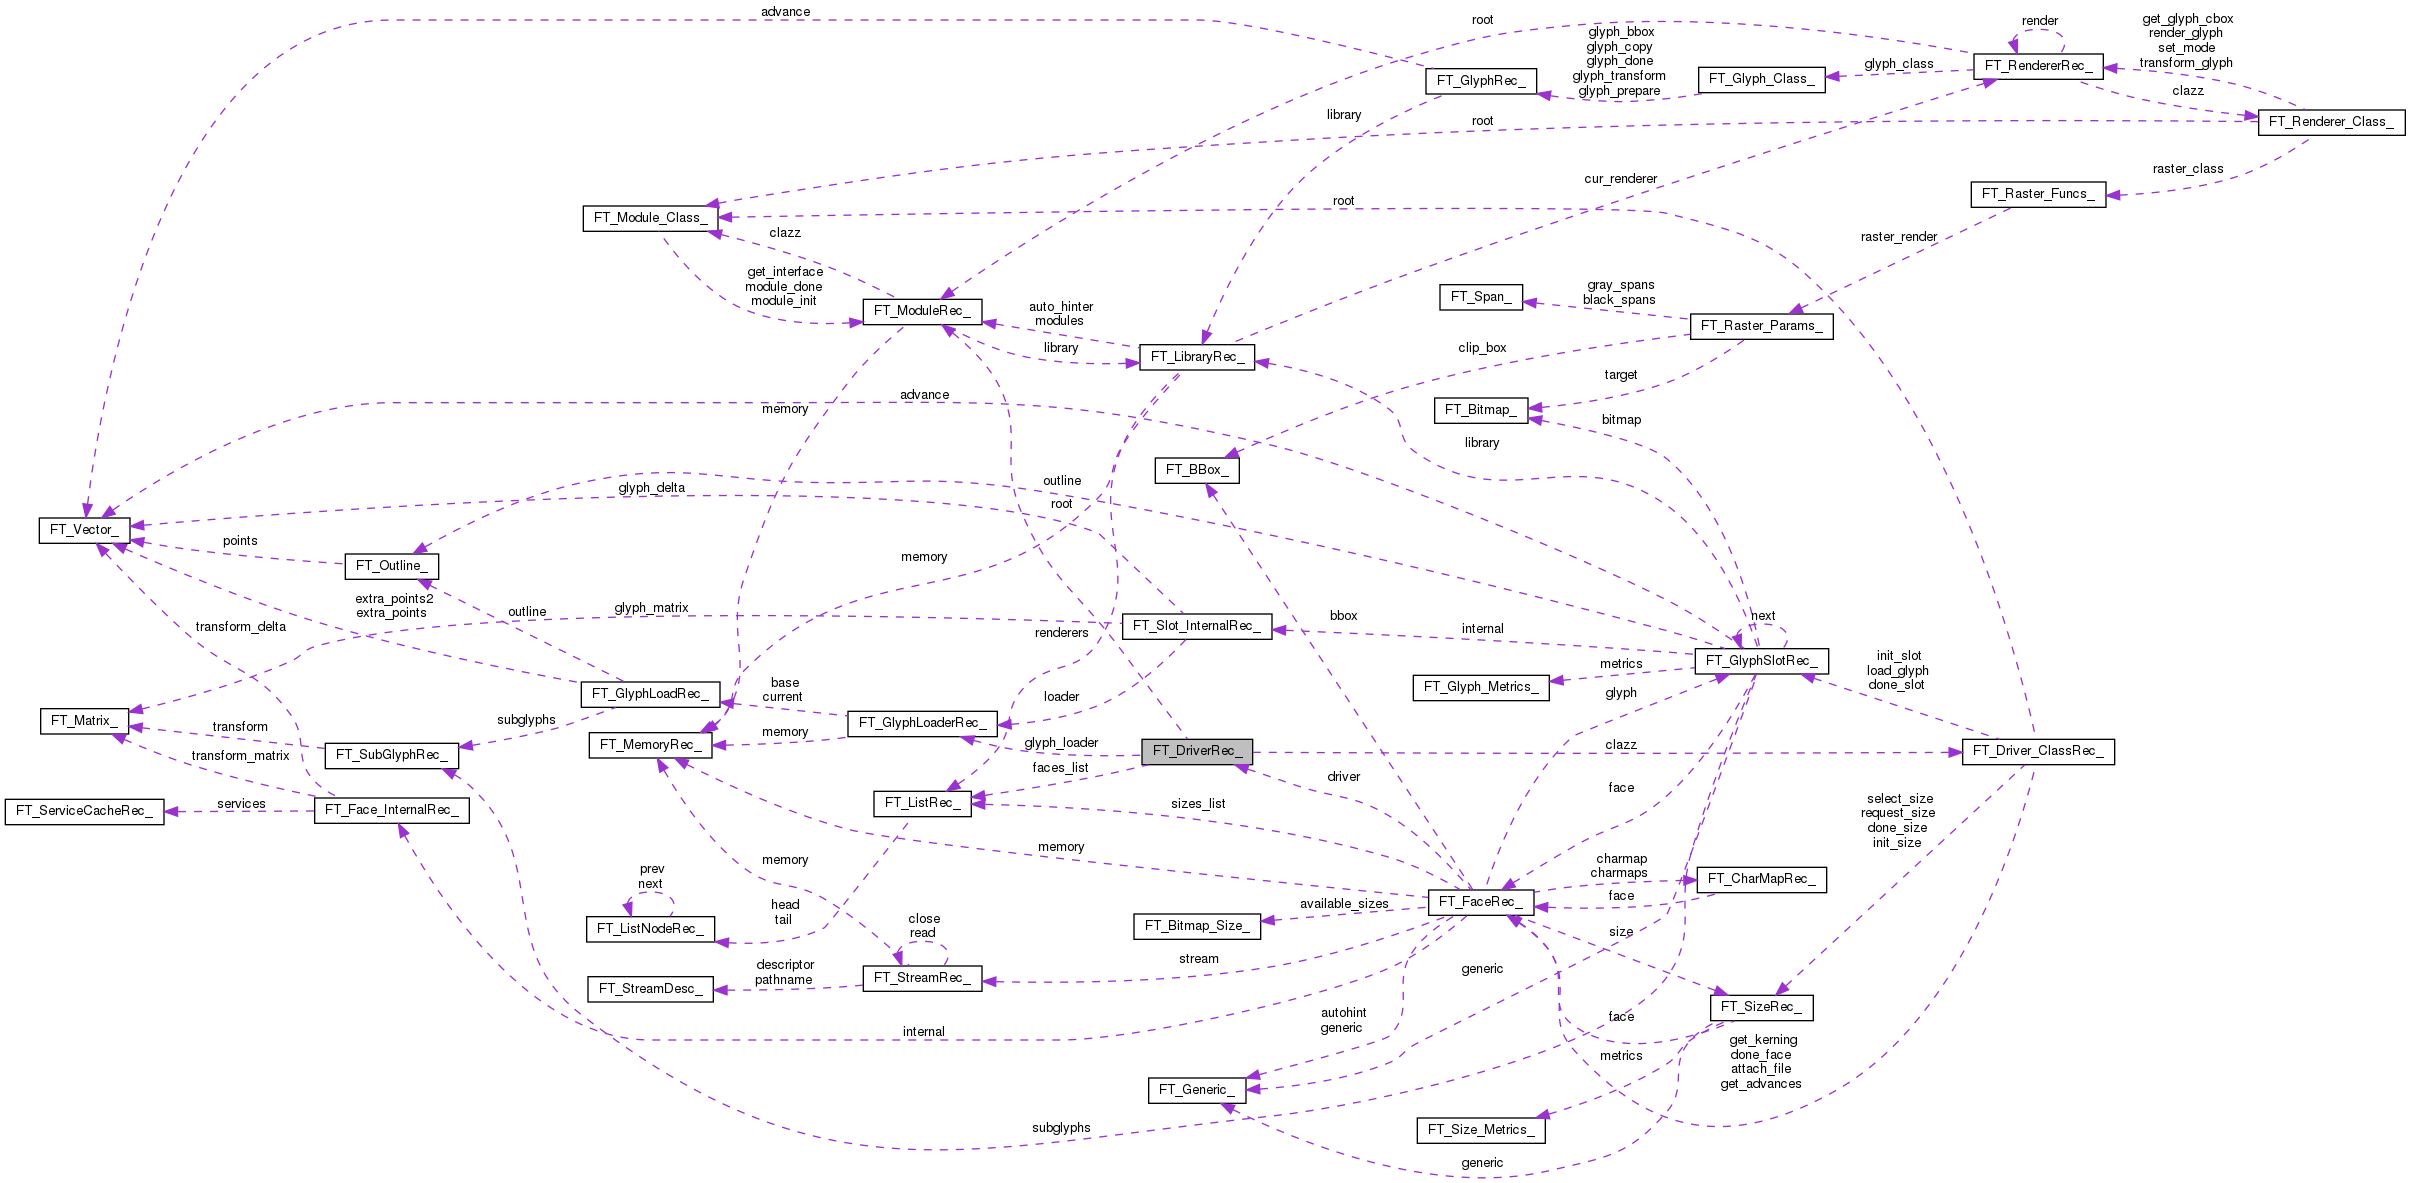 advance
root
render
get_glyph_cbox
render_glyph
set_mode
transform_glyph
glyph_bbox
glyph_copy
glyph_done
glyph_transform
glyph_prepare
FT_GlyphRec_
FT_Glyph_Class_
glyph_class
FT_RendererRec_
clazz
FT_Renderer_Class_
library
root
raster_class
cur_renderer
FT_Raster_Funcs_
FT_Module_Class_
root
clazz
raster_render
get_interface
module_done
module_init
FT_ModuleRec_
auto_hinter
modules
library
FT_LibraryRec_
FT_Span_
gray_spans
black_spans
FT_Raster_Params_
clip_box
target
advance
memory
FT_Bitmap_
bitmap
library
FT_BBox_
outline
glyph_delta
root
FT_Vector_
points
FT_Outline_
memory
extra_points2
extra_points
outline
glyph_matrix
transform_delta
renderers
FT_Slot_InternalRec_
bbox
internal
next
FT_GlyphSlotRec_
init_slot
load_glyph
done_slot
metrics
FT_Glyph_Metrics_
glyph
FT_GlyphLoadRec_
base
current
loader
FT_Matrix_
transform
subglyphs
FT_GlyphLoaderRec_
FT_MemoryRec_
memory
glyph_loader
FT_DriverRec_
clazz
FT_Driver_ClassRec_
transform_matrix
FT_SubGlyphRec_
faces_list
driver
face
FT_ServiceCacheRec_
services
FT_Face_InternalRec_
FT_ListRec_
sizes_list
select_size
request_size
done_size
init_size
memory
memory
prev
next
charmap
charmaps
FT_CharMapRec_
head
tail
close
read
available_sizes
FT_FaceRec_
face
FT_ListNodeRec_
FT_Bitmap_Size_
size
descriptor
pathname
stream
generic
FT_StreamRec_
FT_StreamDesc_
FT_SizeRec_
autohint
generic
face
internal
get_kerning
done_face
attach_file
get_advances
metrics
FT_Generic_
subglyphs
FT_Size_Metrics_
generic